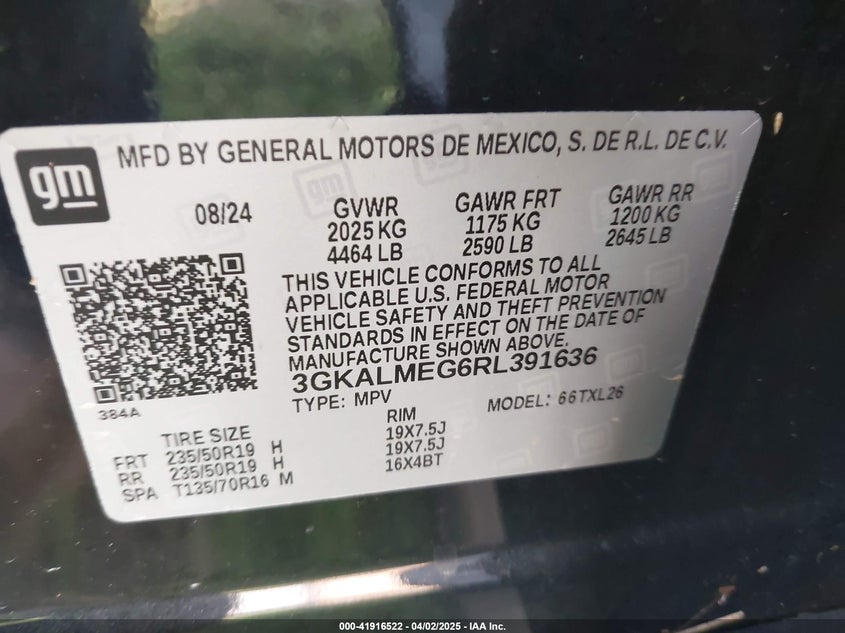 gm
MFD BY GENERAL MOTORS DE MEXICO, S. DE R.L. DE C.V.
08/24
GVWR
2025 KG
4464 LB
GAWR FRT
1175 KG
2590 LB
GAWR RR
1200 KG
2645 LB
THIS VEHICLE CONFORMS TO ALL
APPLICABLE U.S. FEDERAL MOTOR
VEHICLE SAFETY AND THEFT PREVENTION
STANDARDS IN EFFECT ON THE DATE OF
MANUFACTURE SHOWN ABOVE.
3GKALMEG6RL391636
TYPE: MPV
MODEL: 66TXL26
384A
TIRE SIZE
RIM
FRT 235/50R19 H 19X7.5J
RR 235/50R19 H 19X7.5J
SPA T135/70R16 M 16X4BT
000-41916522 - 04/02/2025 - IAA Inc.